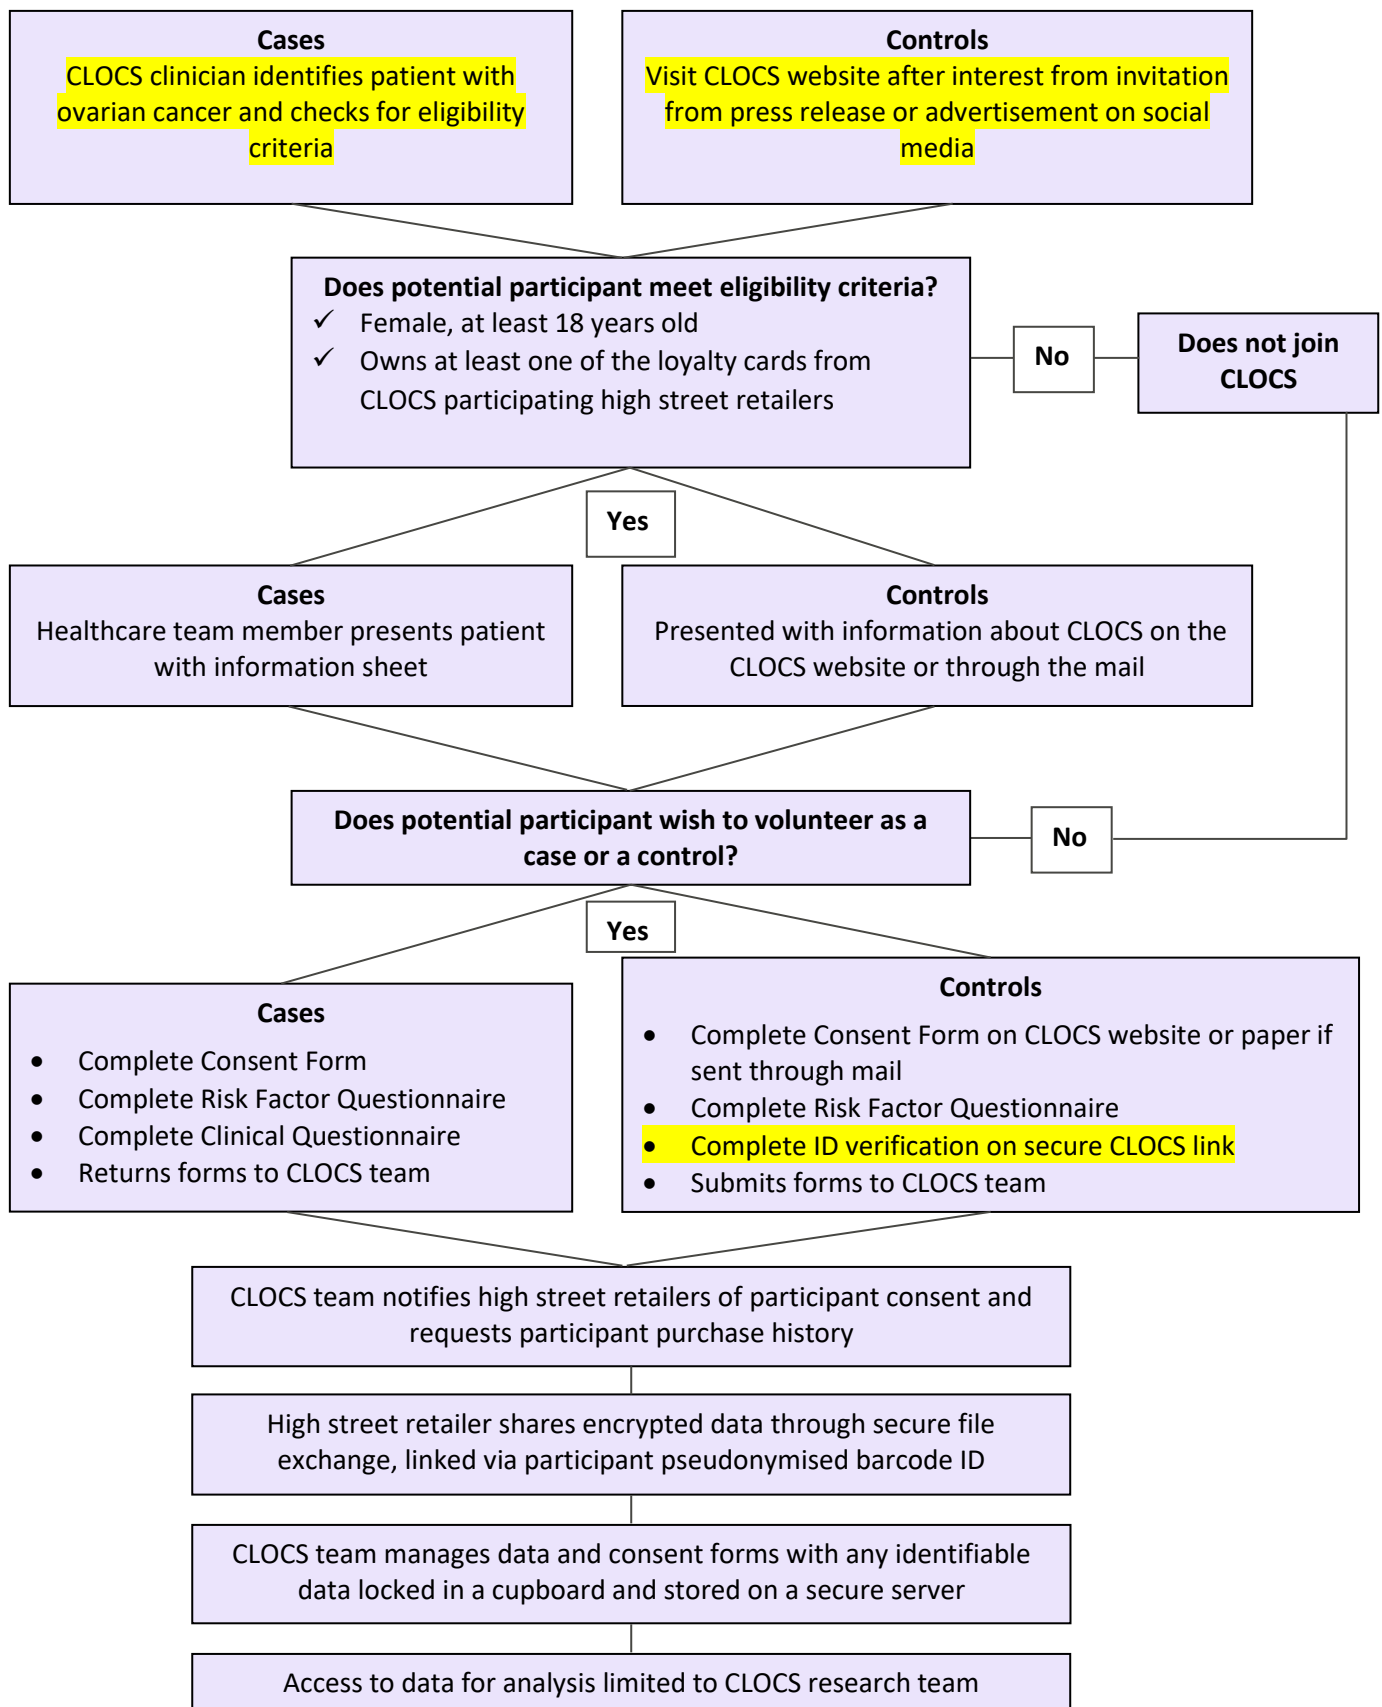 Cases
CLOCS clinician identifies patient with
ovarian cancer and checks for eligibility
criteria
Controls
Visit CLOCS website after interest from invitation
from press release or advertisement on social
media
Does potential participant meet eligibility criteria?
✓ Female, at least 18 years old
✓ Owns at least one of the loyalty cards from
CLOCS participating high street retailers
No
Does not join
CLOCS
Yes
Cases
Healthcare team member presents patient
with information sheet
Controls
Presented with information about CLOCS on the
CLOCS website or through the mail
Does potential participant wish to volunteer as a
case or a control?
No
Yes
Cases
• Complete Consent Form
• Complete Risk Factor Questionnaire
• Complete Clinical Questionnaire
• Returns forms to CLOCS team
Controls
• Complete Consent Form on CLOCS website or paper if
sent through mail
• Complete Risk Factor Questionnaire
• Complete ID verification on secure CLOCS link
• Submits forms to CLOCS team
CLOCS team notifies high street retailers of participant consent and
requests participant purchase history
High street retailer shares encrypted data through secure file
exchange, linked via participant pseudonymised barcode ID
CLOCS team manages data and consent forms with any identifiable
data locked in a cupboard and stored on a secure server
Access to data for analysis limited to CLOCS research team